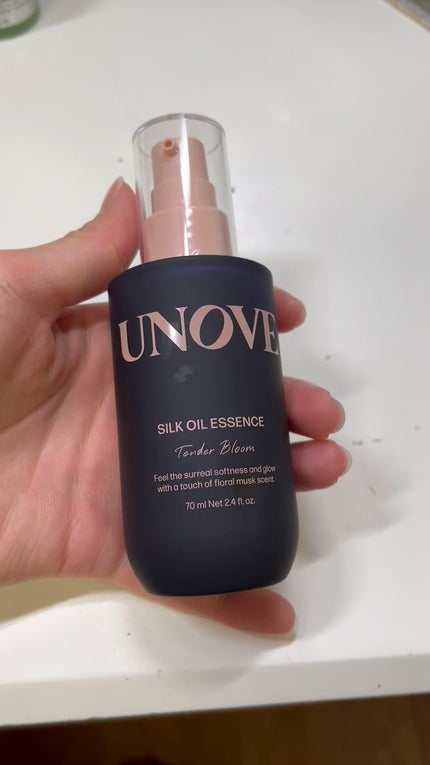 UNOVE
SILK OIL ESSENCE
Tender Bloom
Feel the surreal softness and glow
with a touch of floral musk scent.
70 ml Net 2.4 fl. oz.